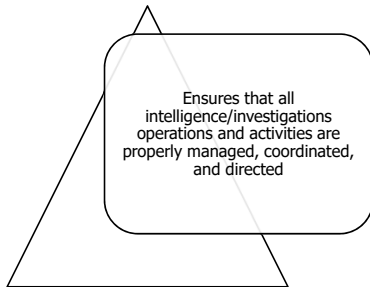 Ensures that all
intelligence/investigations
operations and activities are
properly managed, coordinated,
and directed